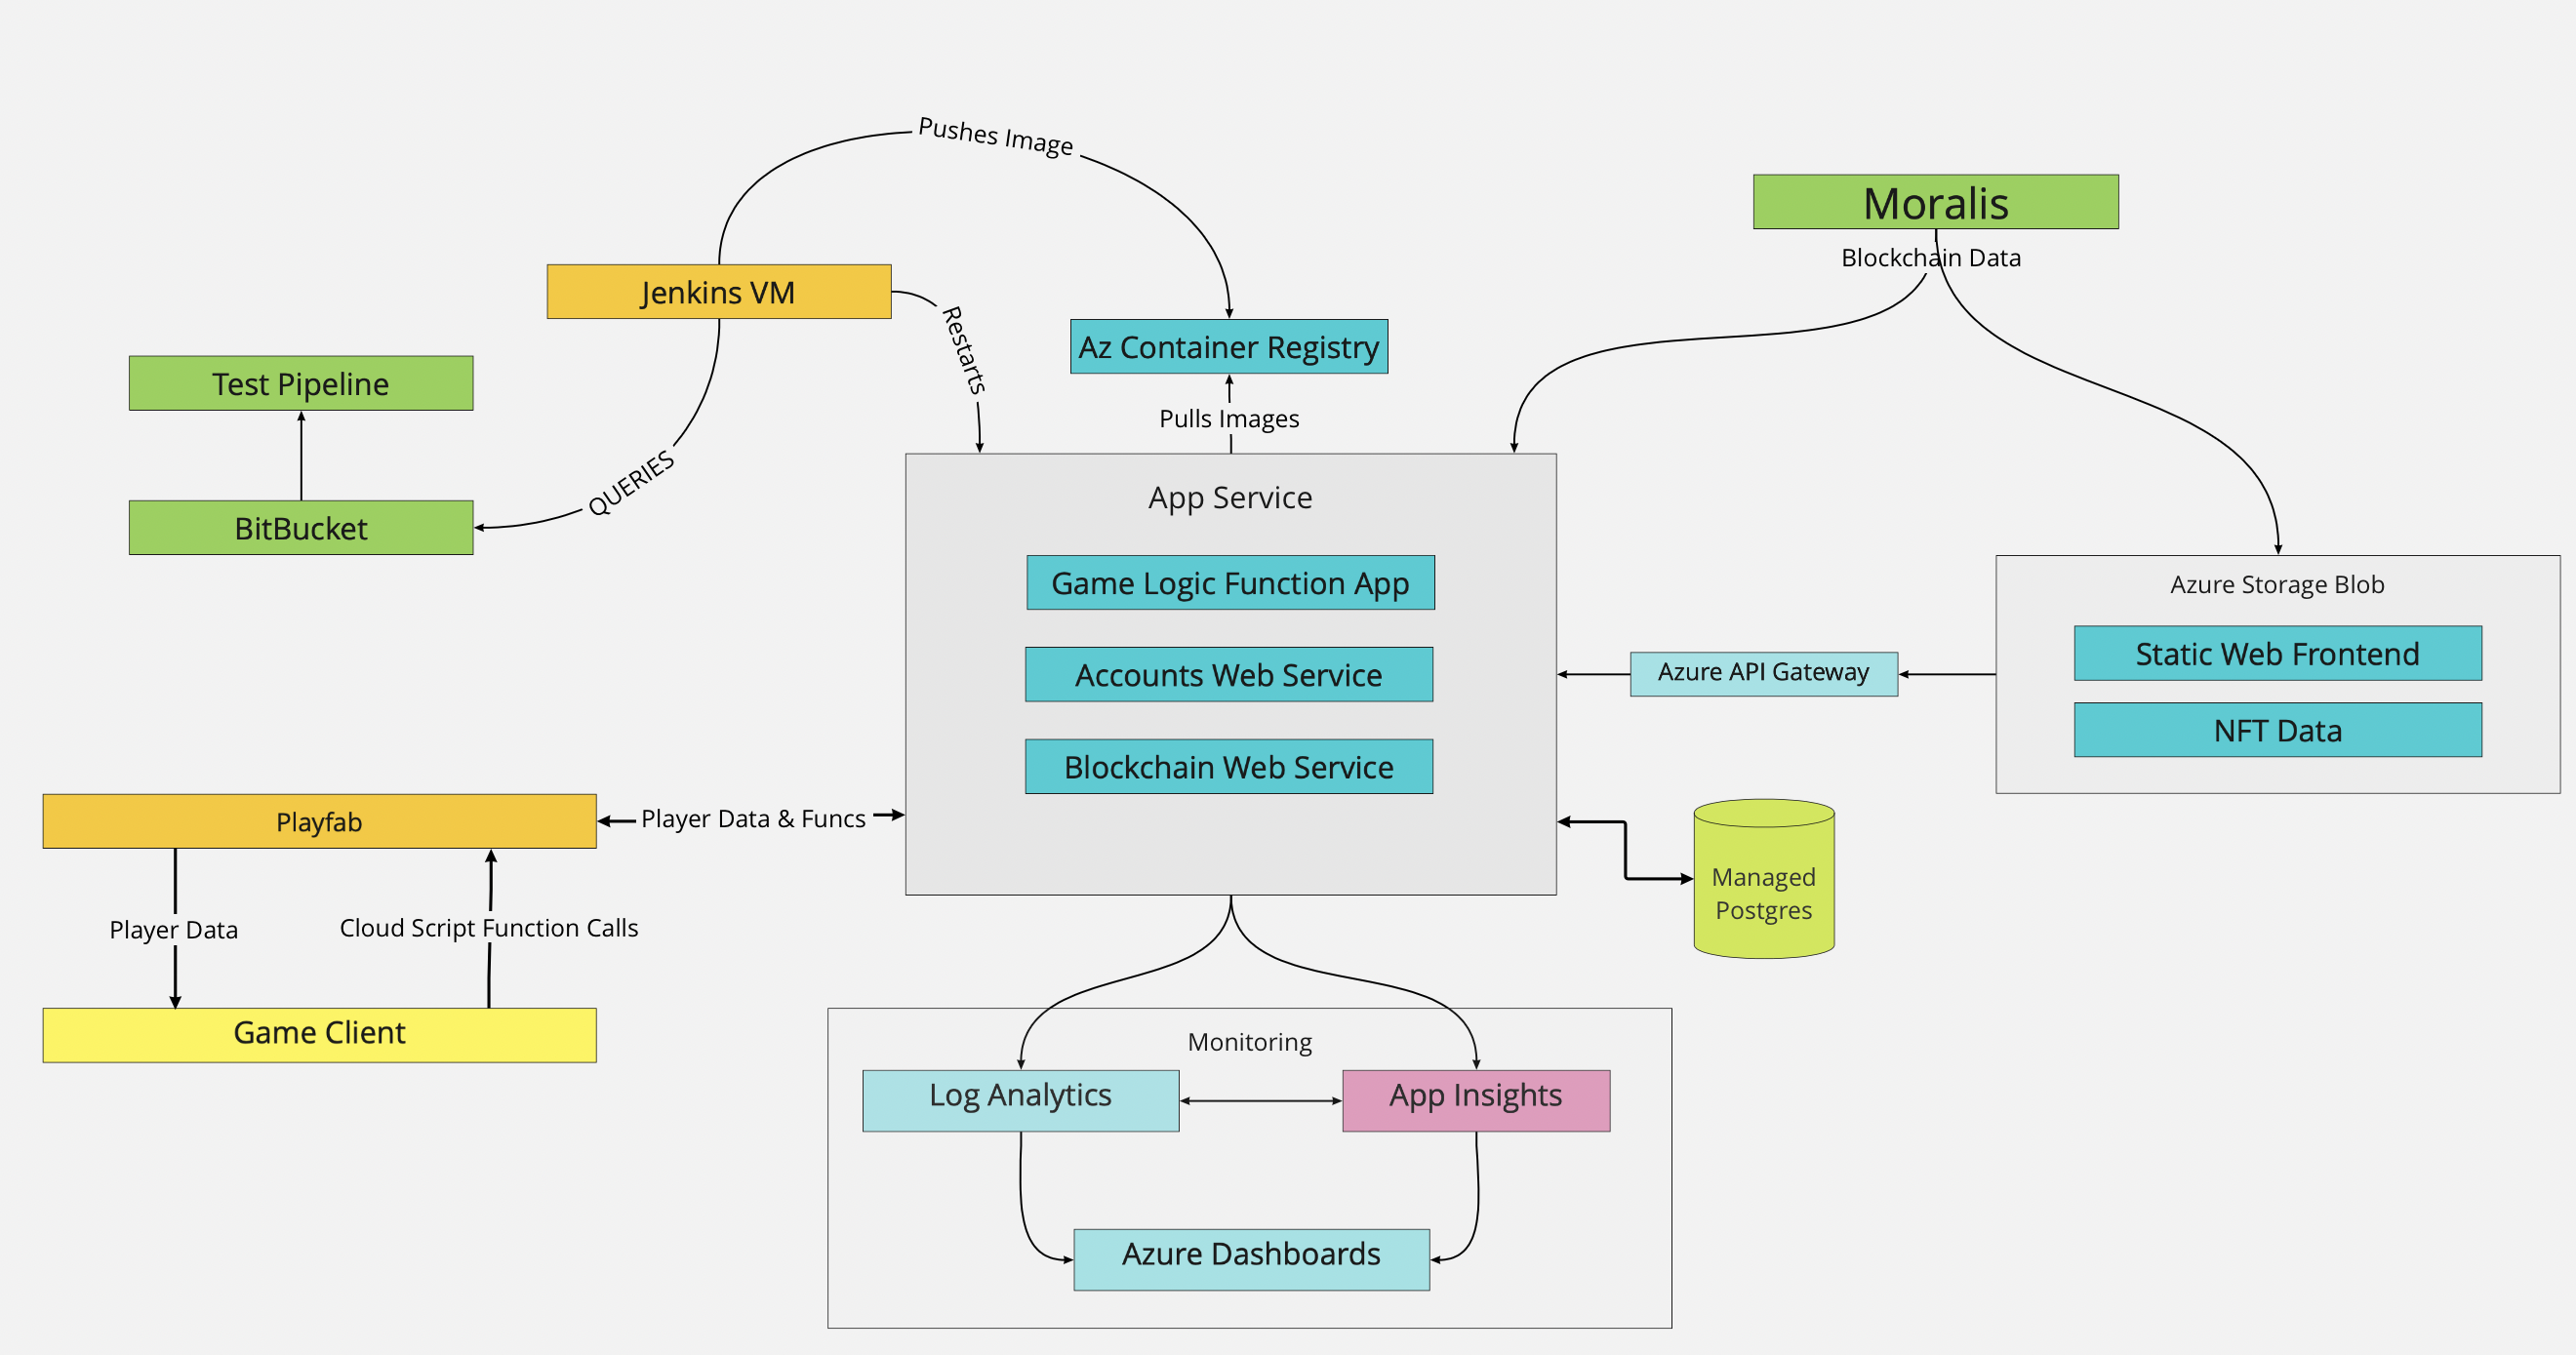 Pushes Image
Moralis
Blockchain Data
Jenkins VM
Restarts
Az Container Registry
Test Pipeline
Pulls Images
QUERIES
BitBucket
App Service
Game Logic Function App
Accounts Web Service
Blockchain Web Service
Azure API Gateway
Azure Storage Blob
Static Web Frontend
NFT Data
Playfab
Player Data & Funcs
Managed
Postgres
Player Data
Cloud Script Function Calls
Game Client
Monitoring
Log Analytics
App Insights
Azure Dashboards